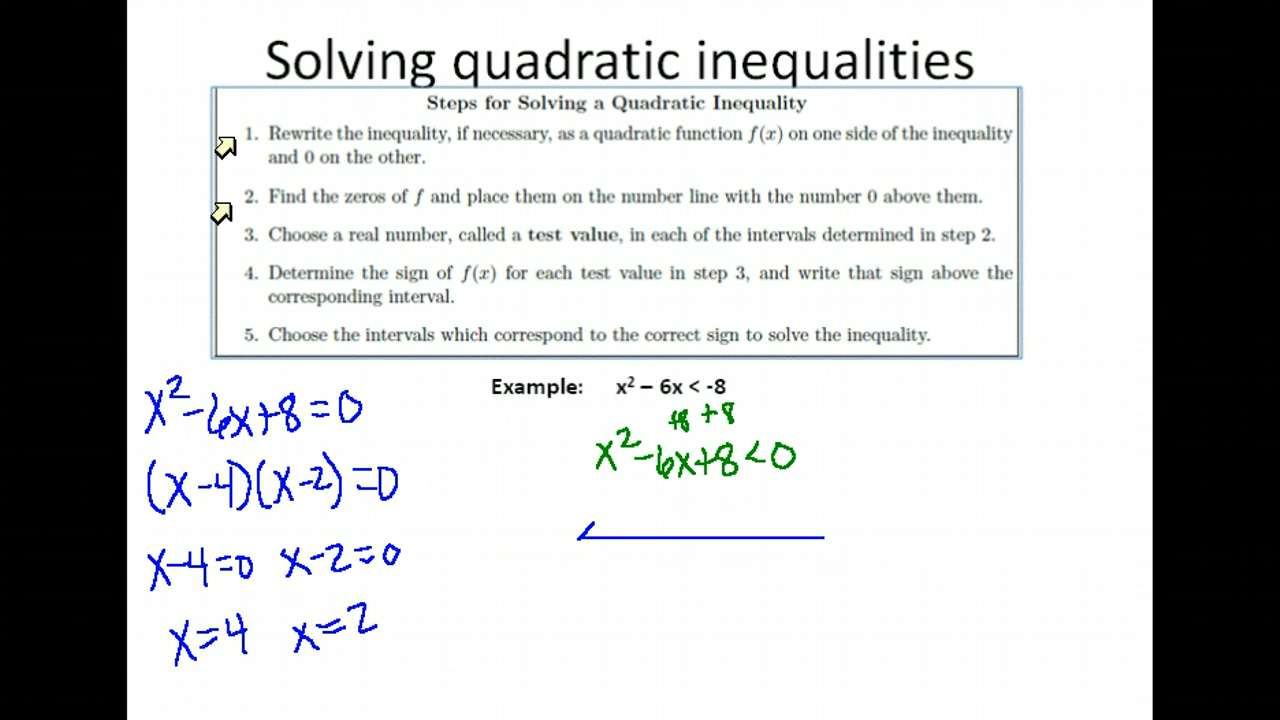 Solving quadratic inequalities
Steps for Solving a Quadratic Inequality
1. Rewrite the inequality, if necessary, as a quadratic function f(x) on one side of the inequality
and 0 on the other.
2. Find the zeros of f and place them on the number line with the number 0 above them.
3. Choose a real number, called a test value, in each of the intervals determined in step 2.
4. Determine the sign of f(x) for each test value in step 3, and write that sign above the
corresponding interval.
5. Choose the intervals which correspond to the correct sign to solve the inequality.
Example: x² – 6x < -8
+8 +8
x²-6x+8<0
x²-6x+8=0
(x-4)(x-2)=0
x-4=0 x-2=0
x=4 x=2